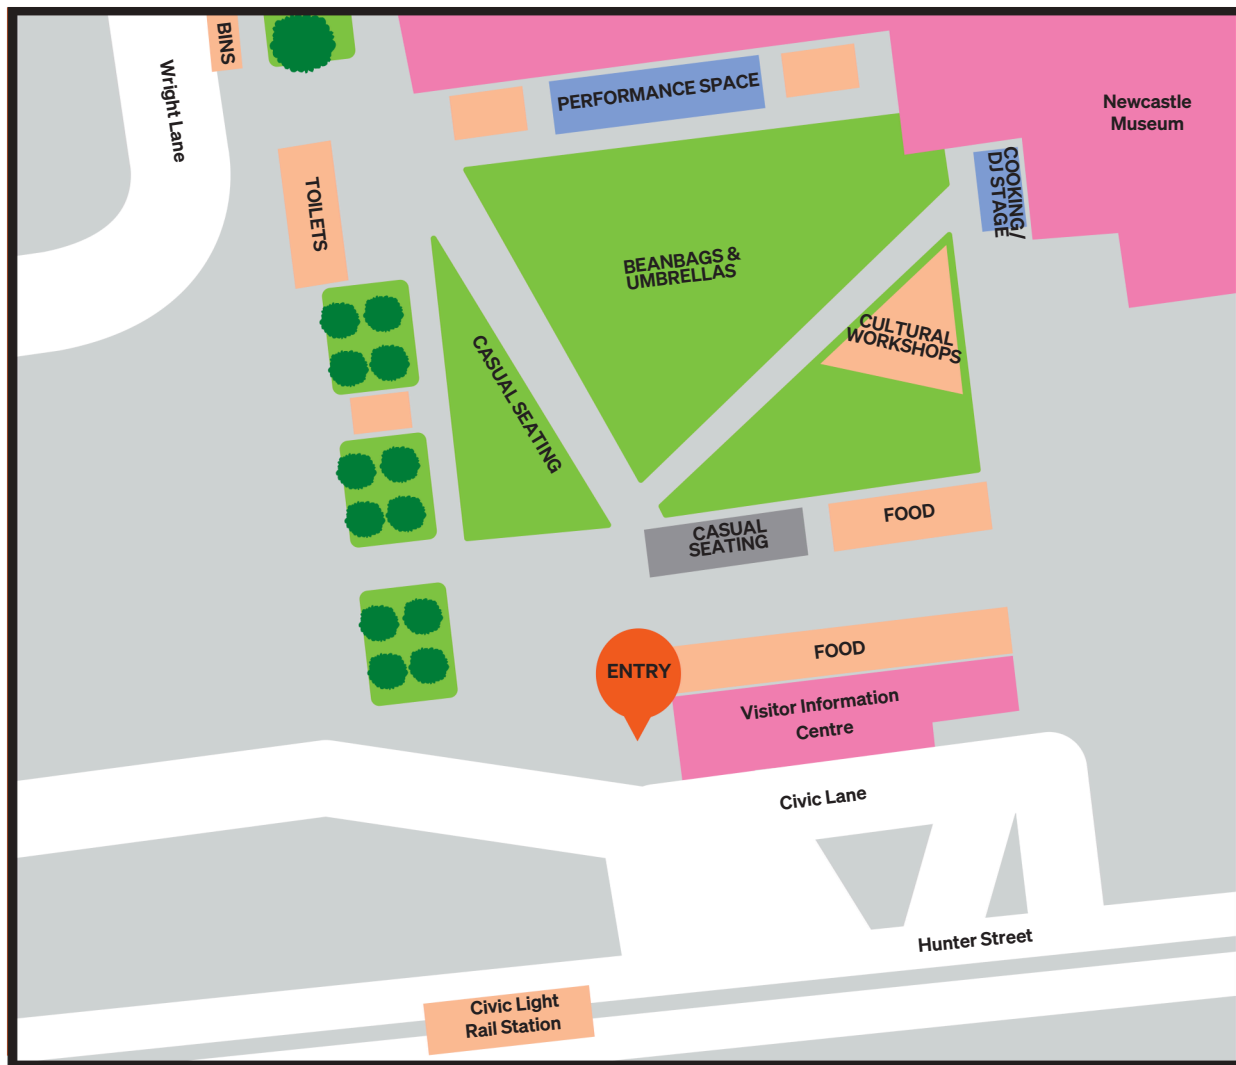 BINS
Wright Lane
PERFORMANCE SPACE
Newcastle
Museum
COOKING/
DJ STAGE
TOILETS
BEANBAGS &
UMBRELLAS
CULTURAL
WORKSHOPS
CASUAL SEATING
FOOD
CASUAL
SEATING
FOOD
ENTRY
Visitor Information
Centre
Civic Lane
Hunter Street
Civic Light
Rail Station